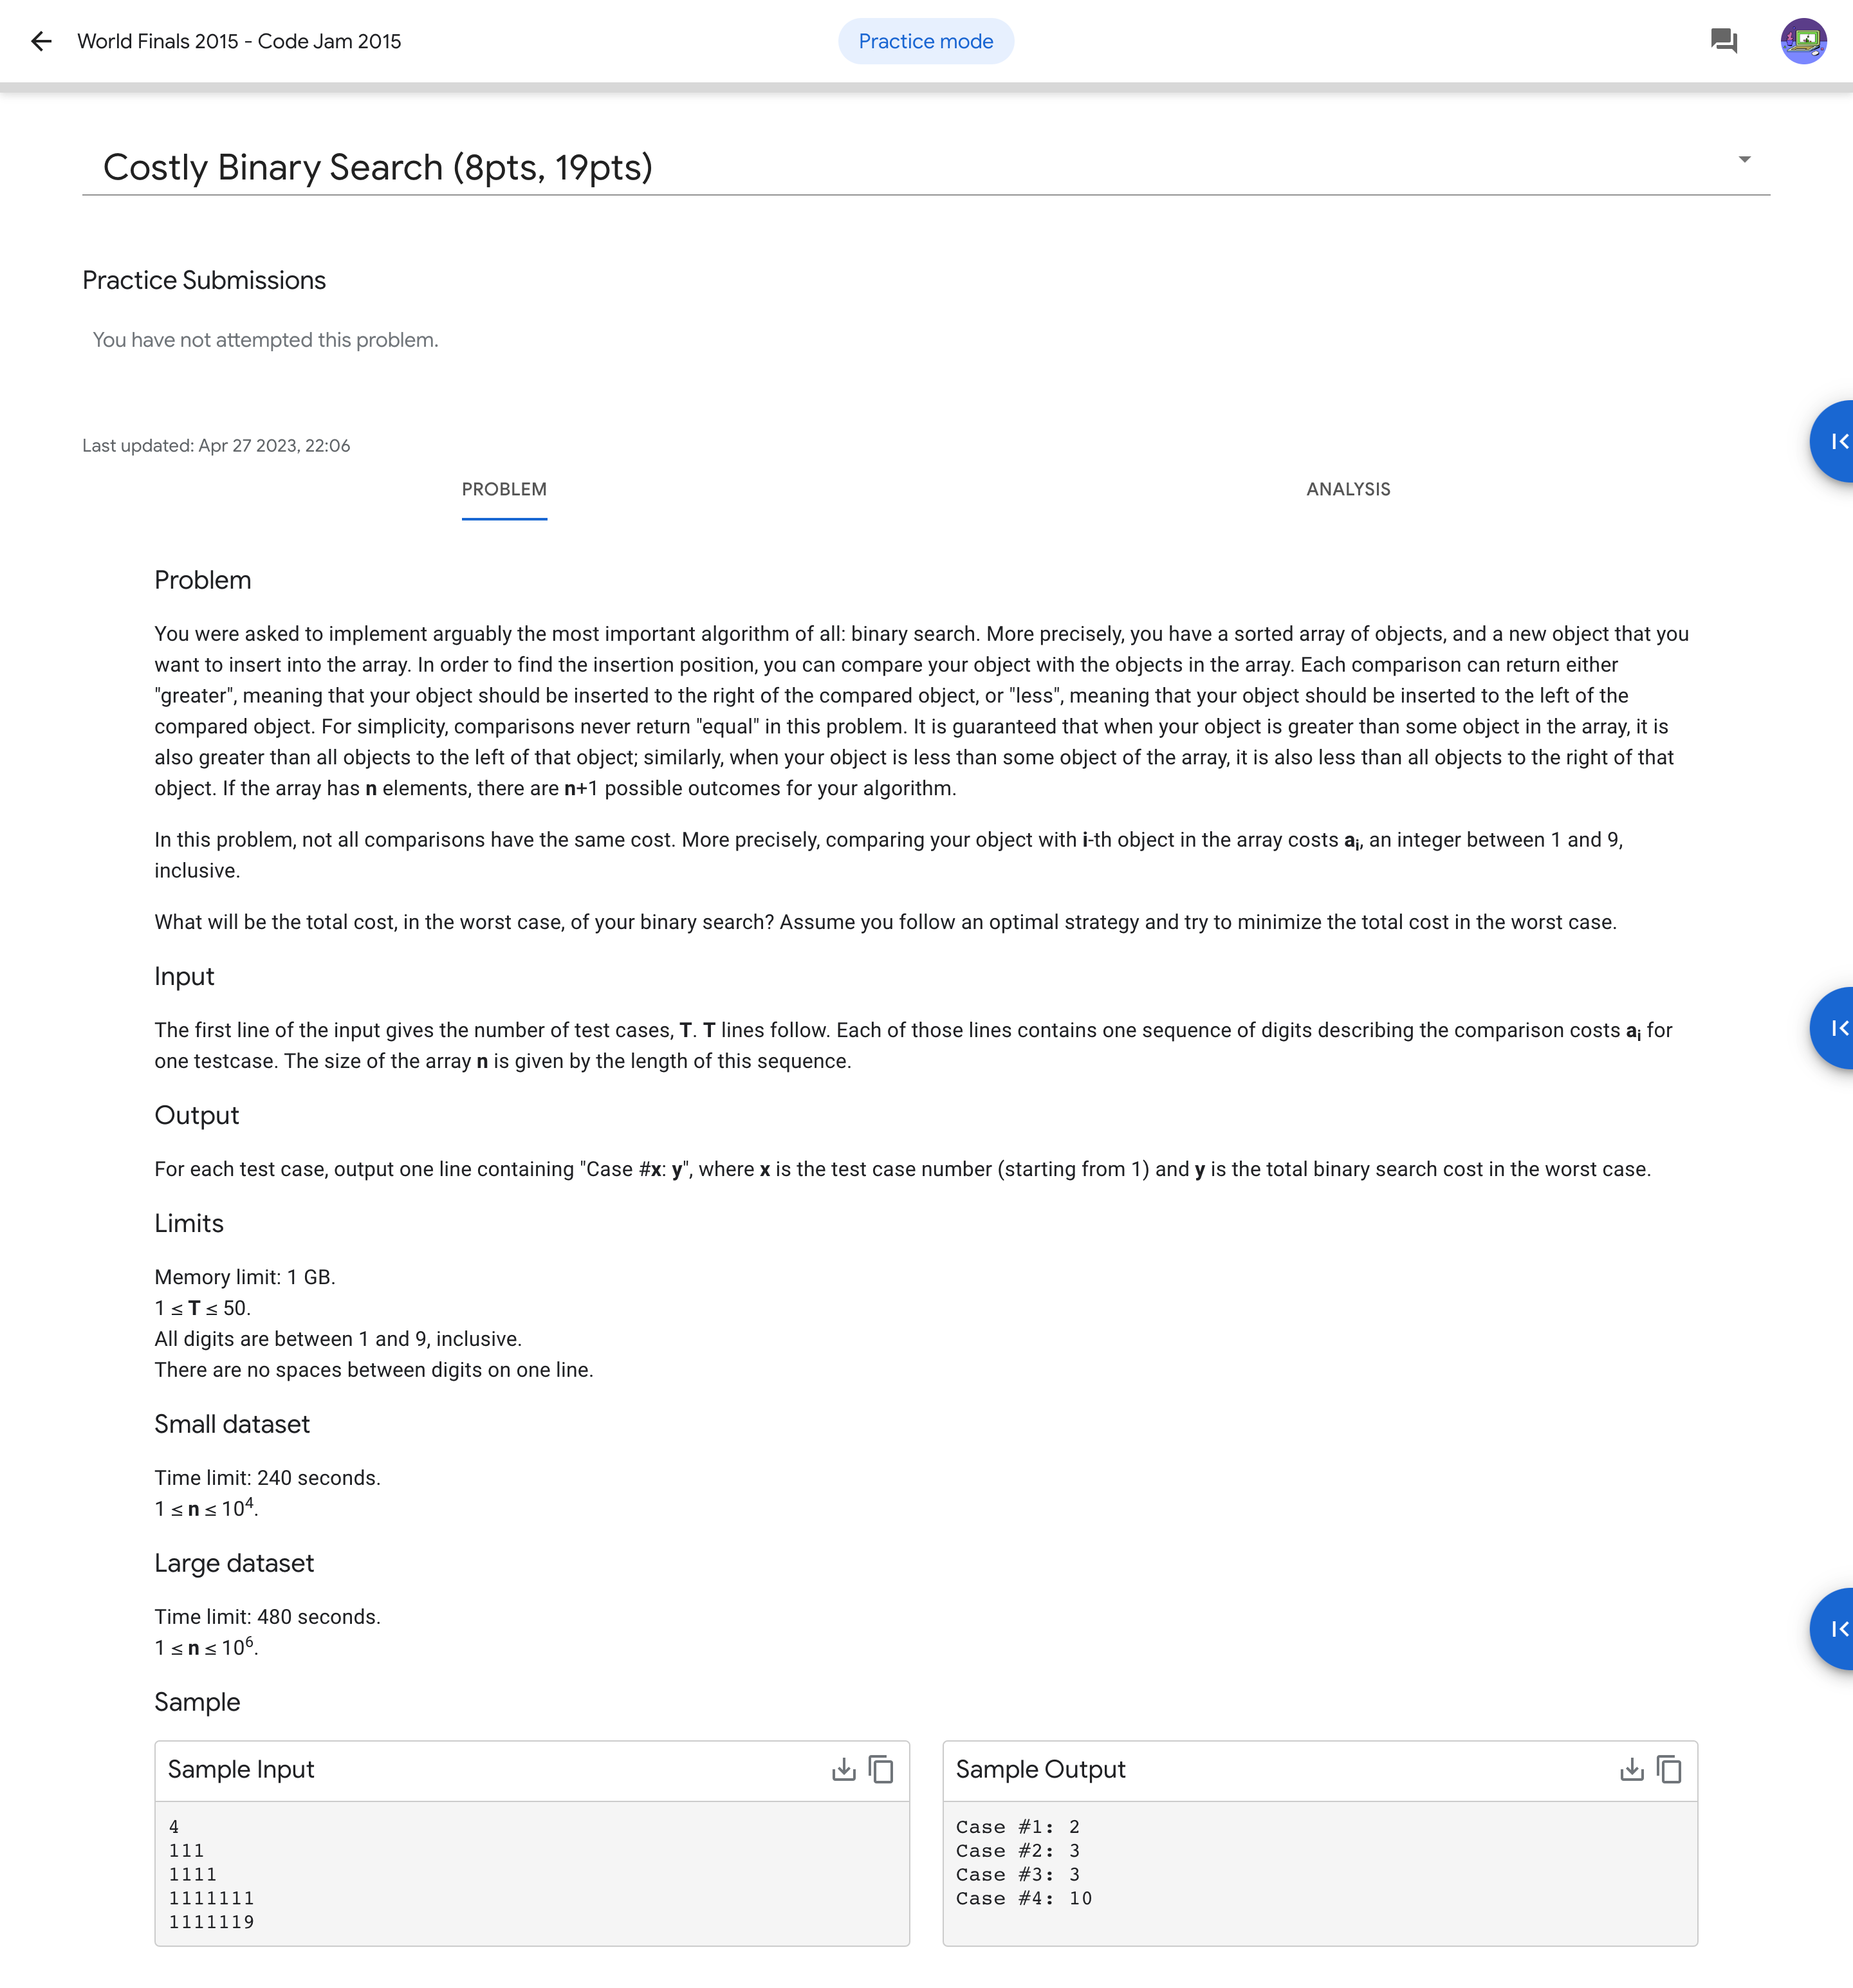 World Finals 2015 - Code Jam 2015
Practice mode
Costly Binary Search (8pts, 19pts)
Practice Submissions
You have not attempted this problem.
Last updated: Apr 27 2023, 22:06
PROBLEM
ANALYSIS
Problem
You were asked to implement arguably the most important algorithm of all: binary search. More precisely, you have a sorted array of objects, and a new object that you
want to insert into the array. In order to find the insertion position, you can compare your object with the objects in the array. Each comparison can return either
"greater", meaning that your object should be inserted to the right of the compared object, or "less", meaning that your object should be inserted to the left of the
compared object. For simplicity, comparisons never return "equal" in this problem. It is guaranteed that when your object is greater than some object in the array, it is
also greater than all objects to the left of that object; similarly, when your object is less than some object of the array, it is also less than all objects to the right of that
object. If the array has n elements, there are n+1 possible outcomes for your algorithm.
In this problem, not all comparisons have the same cost. More precisely, comparing your object with i-th object in the array costs aᵢ, an integer between 1 and 9,
inclusive.
What will be the total cost, in the worst case, of your binary search? Assume you follow an optimal strategy and try to minimize the total cost in the worst case.
Input
The first line of the input gives the number of test cases, T. T lines follow. Each of those lines contains one sequence of digits describing the comparison costs aᵢ for
one testcase. The size of the array n is given by the length of this sequence.
Output
For each test case, output one line containing "Case #x: y", where x is the test case number (starting from 1) and y is the total binary search cost in the worst case.
Limits
Memory limit: 1 GB.
1 ≤ T ≤ 50.
All digits are between 1 and 9, inclusive.
There are no spaces between digits on one line.
Small dataset
Time limit: 240 seconds.
1 ≤ n ≤ 10⁴.
Large dataset
Time limit: 480 seconds.
1 ≤ n ≤ 10⁶.
Sample
Sample Input
4
111
1111
1111111
1111119
Sample Output
Case #1: 2
Case #2: 3
Case #3: 3
Case #4: 10